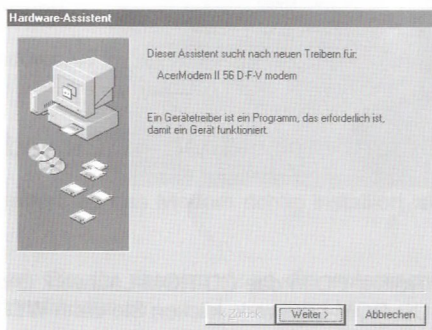 Hardware-Assistent
Dieser Assistent sucht nach neuen Treibern für:
AcerModem II 56 D-F-V modem
Ein Gerätetreiber ist ein Programm, das erforderlich ist,
damit ein Gerät funktioniert.
< Zurück
Weiter >
Abbrechen